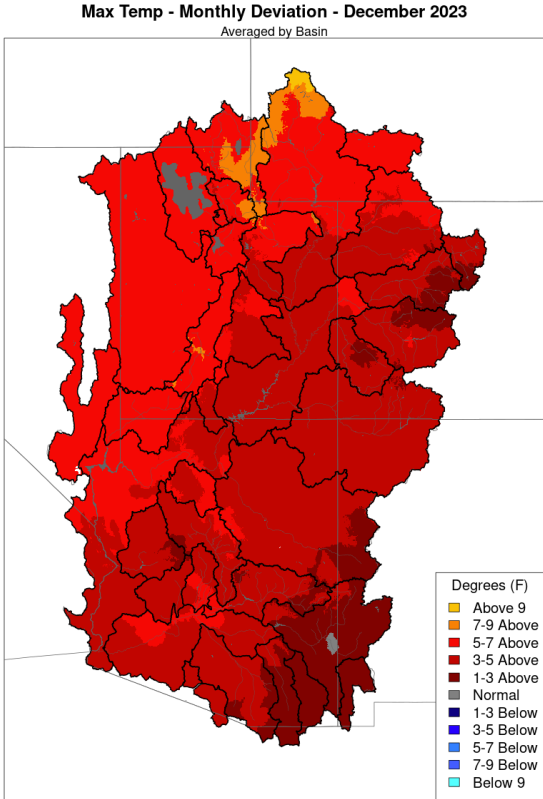 Max Temp - Monthly Deviation - December 2023
Averaged by Basin
Degrees (F)
Above 9
7-9 Above
5-7 Above
3-5 Above
1-3 Above
Normal
1-3 Below
3-5 Below
5-7 Below
7-9 Below
Below 9